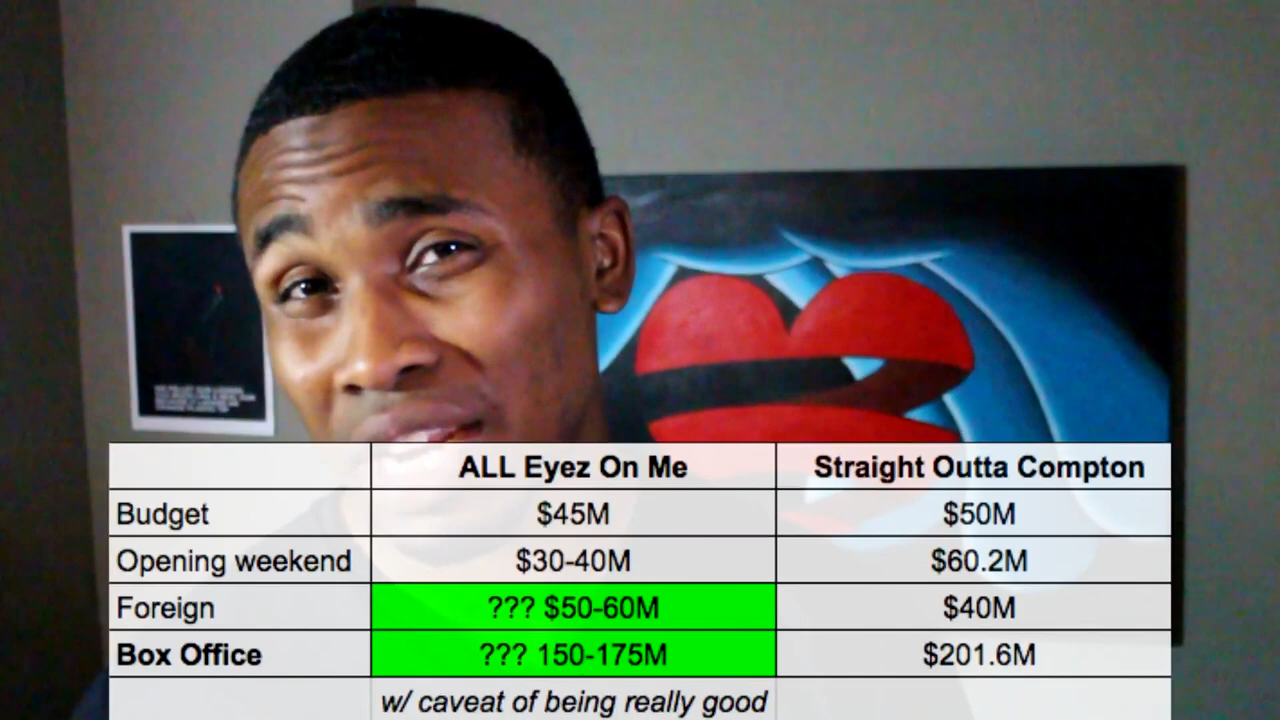 ALL Eyez On Me Straight Outta Compton
Budget $45M $50M
Opening weekend $30-40M $60.2M
Foreign ??? $50-60M $40M
Box Office ??? 150-175M $201.6M
w/ caveat of being really good